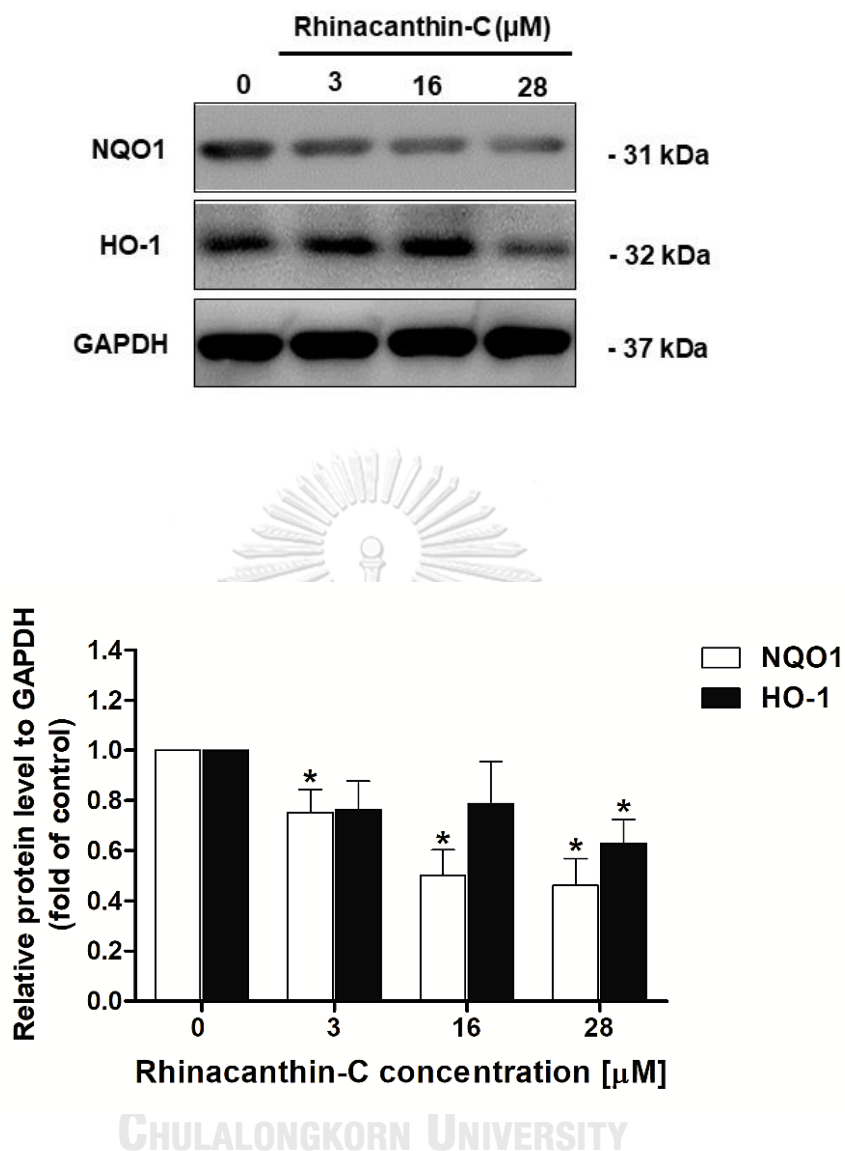 Rhinacanthin-C (µM)
0 3 16 28
NQO1 - 31 kDa
HO-1 - 32 kDa
GAPDH - 37 kDa
Relative protein level to GAPDH
(fold of control)
1.4
1.2
1.0
0.8
0.6
0.4
0.2
0.0
* * * *
NQO1
HO-1
0 3 16 28
Rhinacanthin-C concentration [µM]
CHULALONGKORN UNIVERSITY